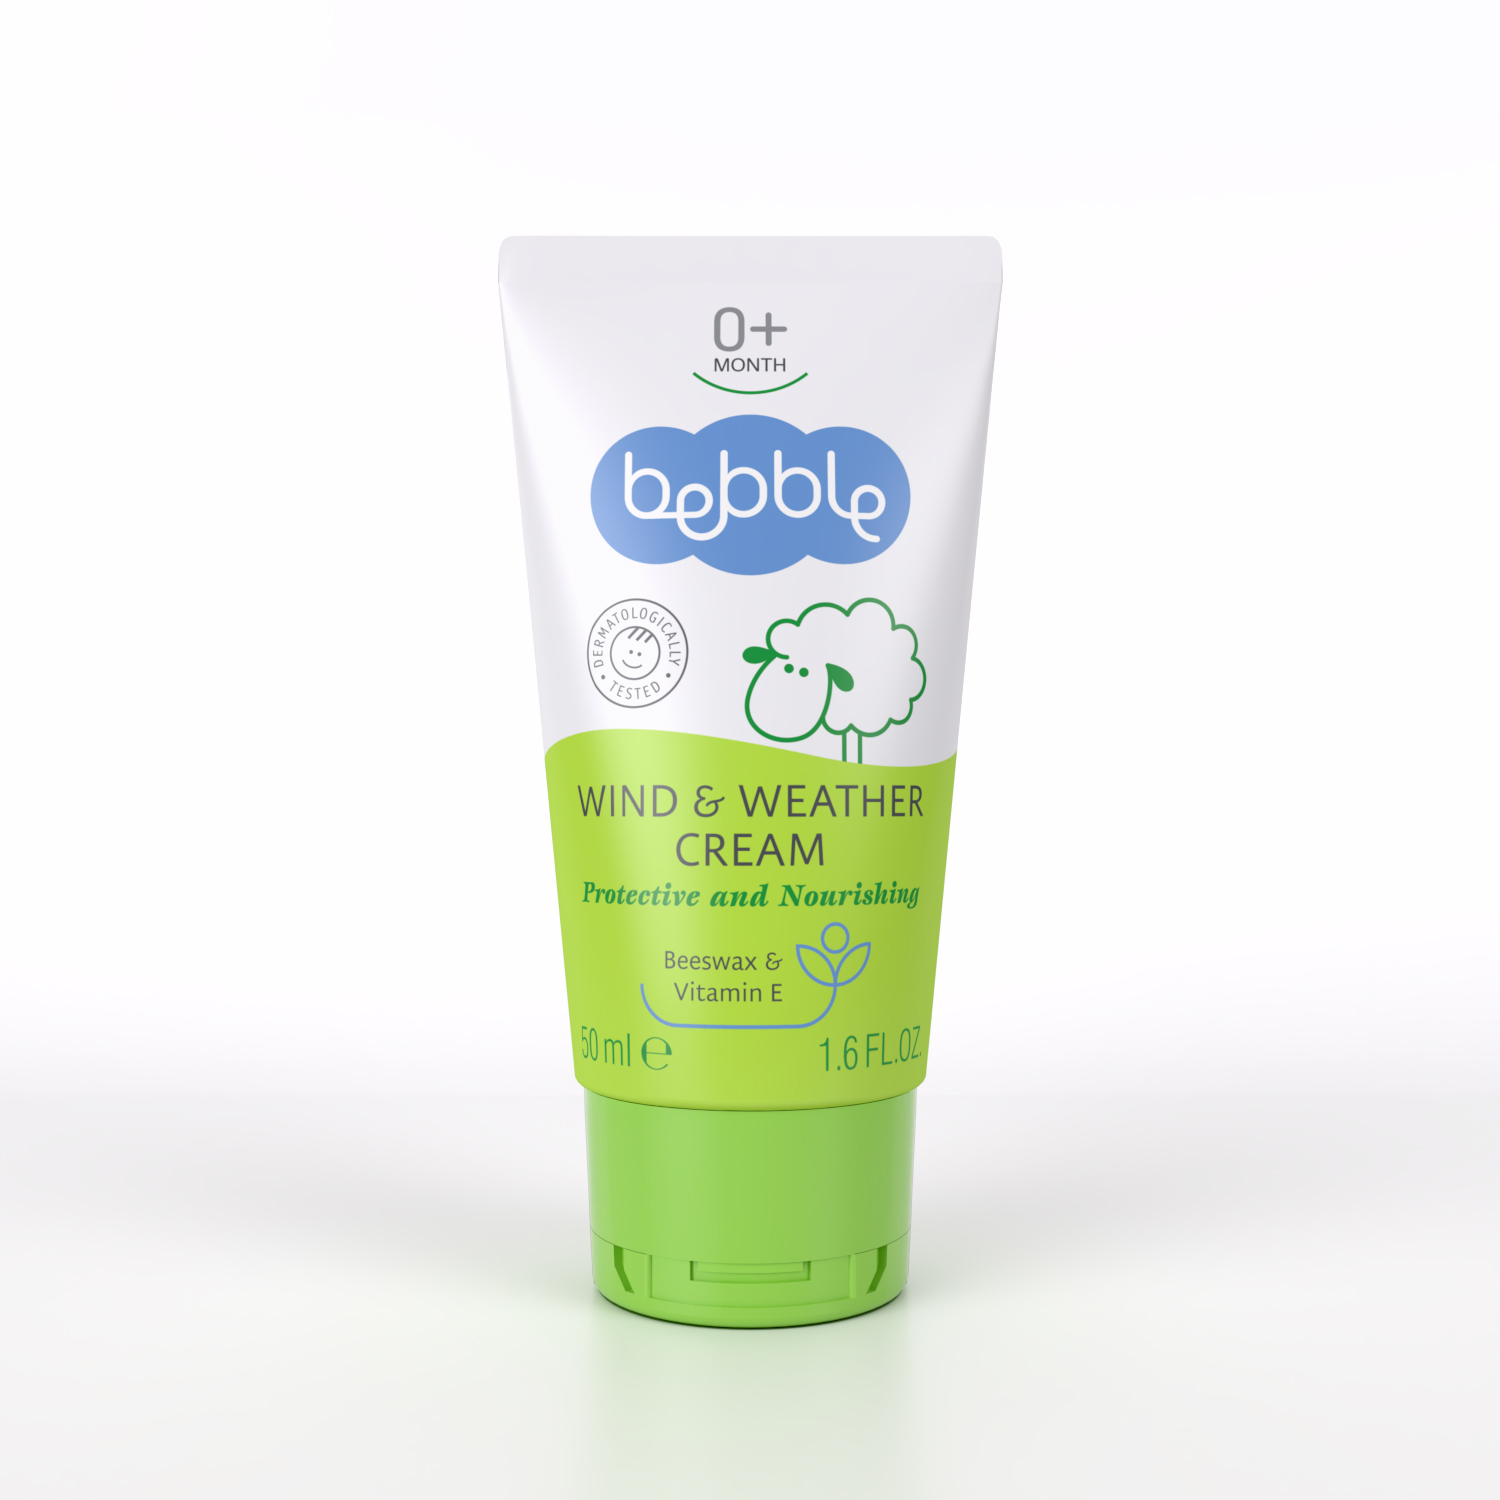 0+
MONTH
bebble
DERMATOLOGICALLY
• TESTED •
WIND & WEATHER
CREAM
Protective and Nourishing
Beeswax &
Vitamin E
50 ml ℮
1.6 FL.OZ.